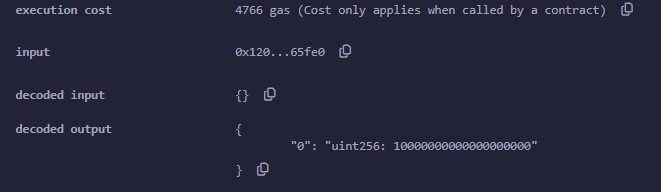 execution cost 4766 gas (Cost only applies when called by a contract)
input 0x120...65fe0
decoded input {}
decoded output {
"0": "uint256: 10000000000000000000"
}